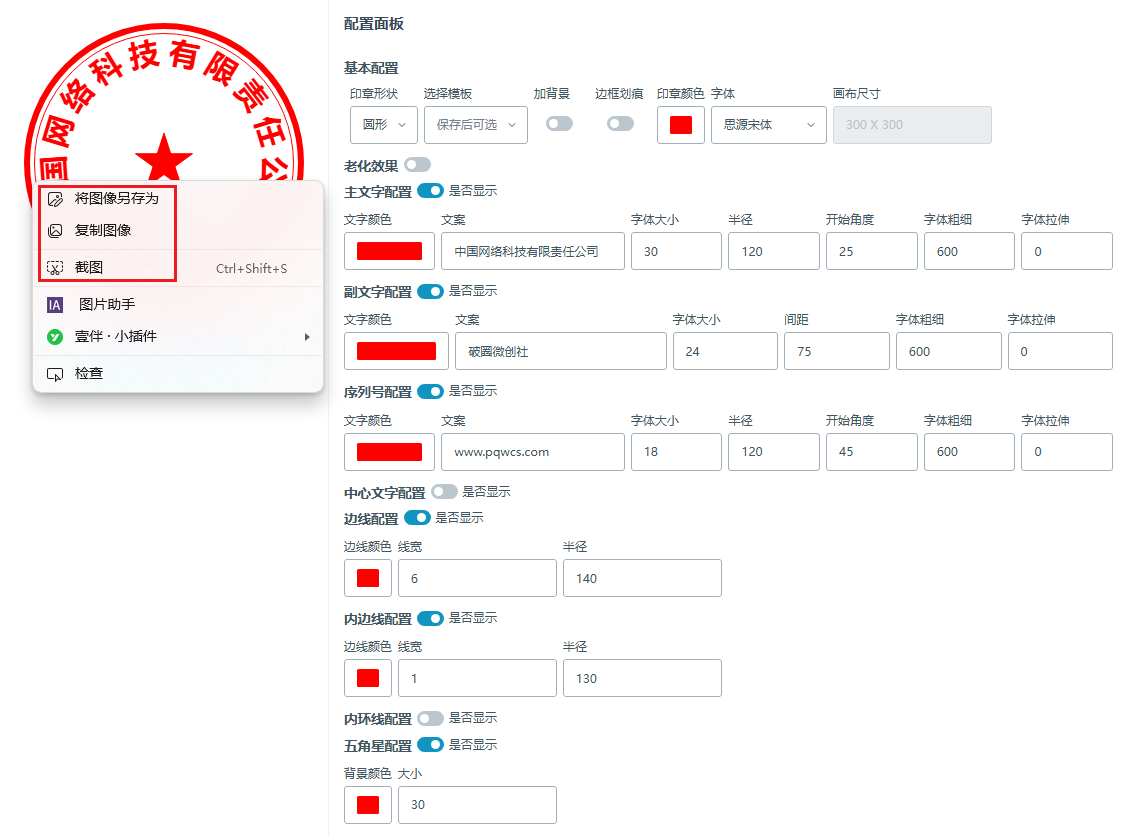 国网络科技有限责任公
将图像另存为
复制图像
截图 Ctrl+Shift+S
IA 图片助手
壹伴 · 小插件
检查
配置面板
基本配置
印章形状 选择模板 加背景 边框划痕 印章颜色 字体 画布尺寸
圆形 保存后可选 思源宋体 300 X 300
老化效果
主文字配置 是否显示
文字颜色 文案 字体大小 半径 开始角度 字体粗细 字体拉伸
中国网络科技有限责任公司 30 120 25 600 0
副文字配置 是否显示
文字颜色 文案 字体大小 间距 字体粗细 字体拉伸
破圈微创社 24 75 600 0
序列号配置 是否显示
文字颜色 文案 字体大小 半径 开始角度 字体粗细 字体拉伸
www.pqwcs.com 18 120 45 600 0
中心文字配置 是否显示
边线配置 是否显示
边线颜色 线宽 半径
6 140
内边线配置 是否显示
边线颜色 线宽 半径
1 130
内环线配置 是否显示
五角星配置 是否显示
背景颜色 大小
30